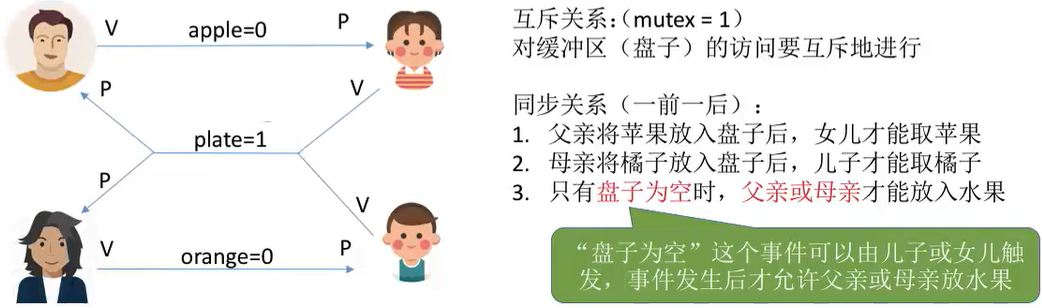 V
apple=0
P
P
V
plate=1
P
V
V
orange=0
P
互斥关系：（mutex = 1）
对缓冲区（盘子）的访问要互斥地进行
同步关系（一前一后）：
1. 父亲将苹果放入盘子后，女儿才能取苹果
2. 母亲将橘子放入盘子后，儿子才能取橘子
3. 只有盘子为空时，父亲或母亲才能放入水果
“盘子为空”这个事件可以由儿子或女儿触
发，事件发生后才允许父亲或母亲放水果